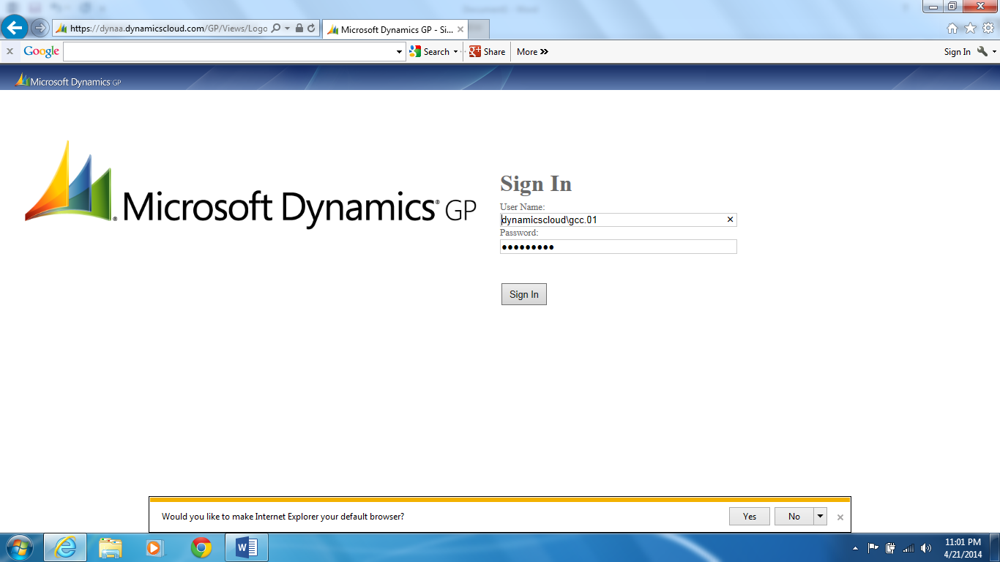 https://dynaa.dynamicscloud.com/GP/Views/Logo
Microsoft Dynamics GP - Si...
x Google Search Share More »
Sign In
Microsoft Dynamics GP
Microsoft Dynamics® GP
Sign In
User Name:
dynamicscloud\gcc.01
Password:
•••••••••
Sign In
Would you like to make Internet Explorer your default browser?
Yes
No
11:01 PM
4/21/2014